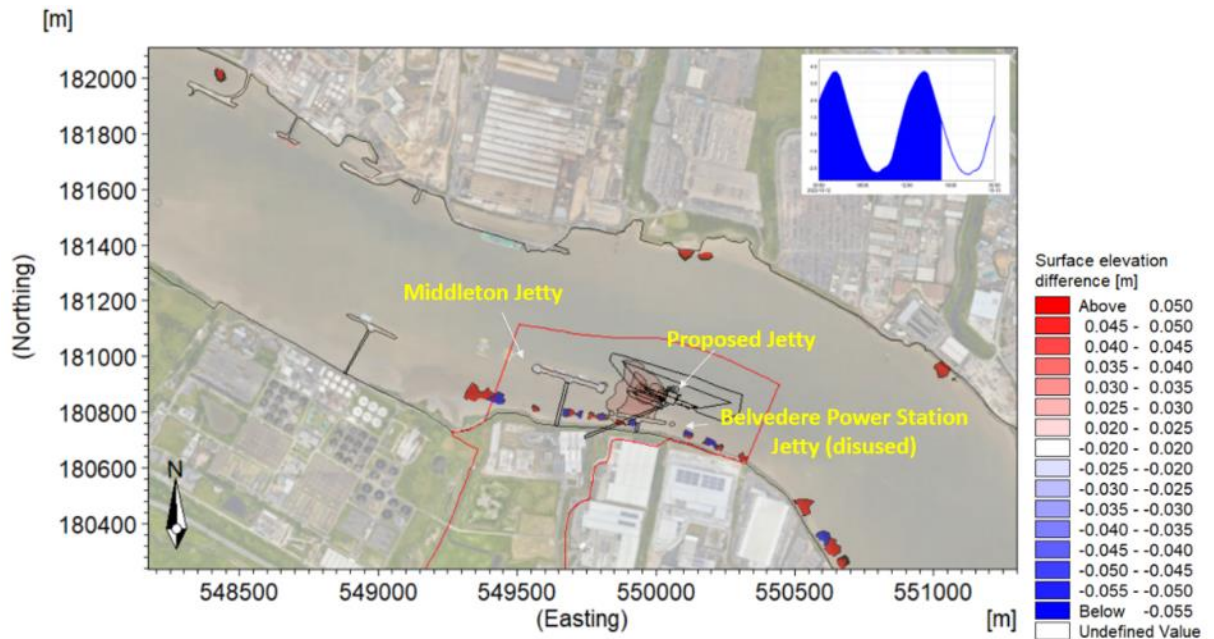 [m]
182000
181800
181600
181400
181200
181000
180800
180600
180400
(Northing)
Middleton Jetty
Proposed Jetty
Belvedere Power Station
Jetty (disused)
N
548500 549000 549500 550000 550500 551000
(Easting) [m]
Surface elevation
difference [m]
Above 0.050
0.045 - 0.050
0.040 - 0.045
0.035 - 0.040
0.030 - 0.035
0.025 - 0.030
0.020 - 0.025
-0.020 - 0.020
-0.025 - -0.020
-0.030 - -0.025
-0.035 - -0.030
-0.040 - -0.035
-0.045 - -0.040
-0.050 - -0.045
-0.055 - -0.050
Below -0.055
Undefined Value